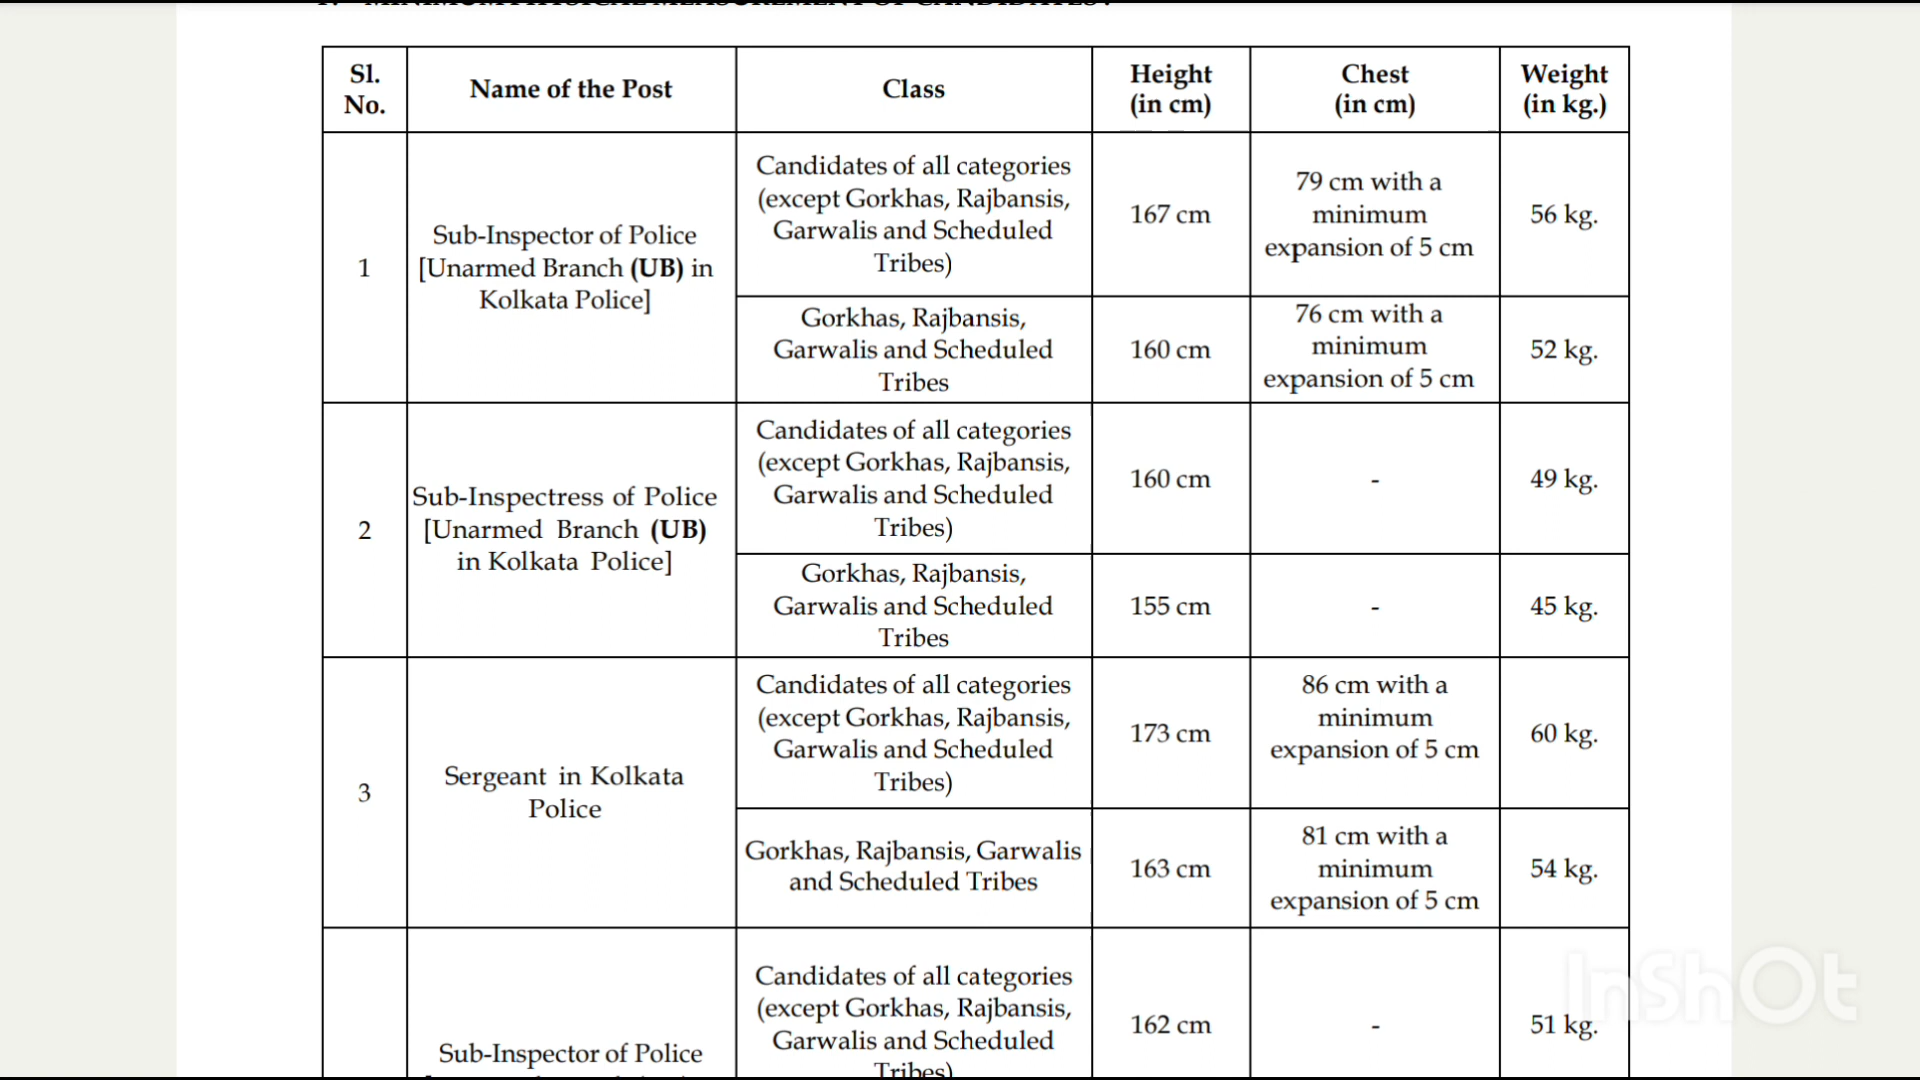 1. MINIMUM PHYSICAL MEASUREMENT OF CANDIDATES :
Sl.
No.
Name of the Post
Class
Height
(in cm)
Chest
(in cm)
Weight
(in kg.)
1
Sub-Inspector of Police
[Unarmed Branch (UB) in
Kolkata Police]
Candidates of all categories
(except Gorkhas, Rajbansis,
Garwalis and Scheduled
Tribes)
167 cm
79 cm with a
minimum
expansion of 5 cm
56 kg.
Gorkhas, Rajbansis,
Garwalis and Scheduled
Tribes
160 cm
76 cm with a
minimum
expansion of 5 cm
52 kg.
2
Sub-Inspectress of Police
[Unarmed Branch (UB)
in Kolkata Police]
Candidates of all categories
(except Gorkhas, Rajbansis,
Garwalis and Scheduled
Tribes)
160 cm
-
49 kg.
Gorkhas, Rajbansis,
Garwalis and Scheduled
Tribes
155 cm
-
45 kg.
3
Sergeant in Kolkata
Police
Candidates of all categories
(except Gorkhas, Rajbansis,
Garwalis and Scheduled
Tribes)
173 cm
86 cm with a
minimum
expansion of 5 cm
60 kg.
Gorkhas, Rajbansis, Garwalis
and Scheduled Tribes
163 cm
81 cm with a
minimum
expansion of 5 cm
54 kg.
Sub-Inspector of Police
Candidates of all categories
(except Gorkhas, Rajbansis,
Garwalis and Scheduled
Tribes)
162 cm
-
51 kg.
InShOt